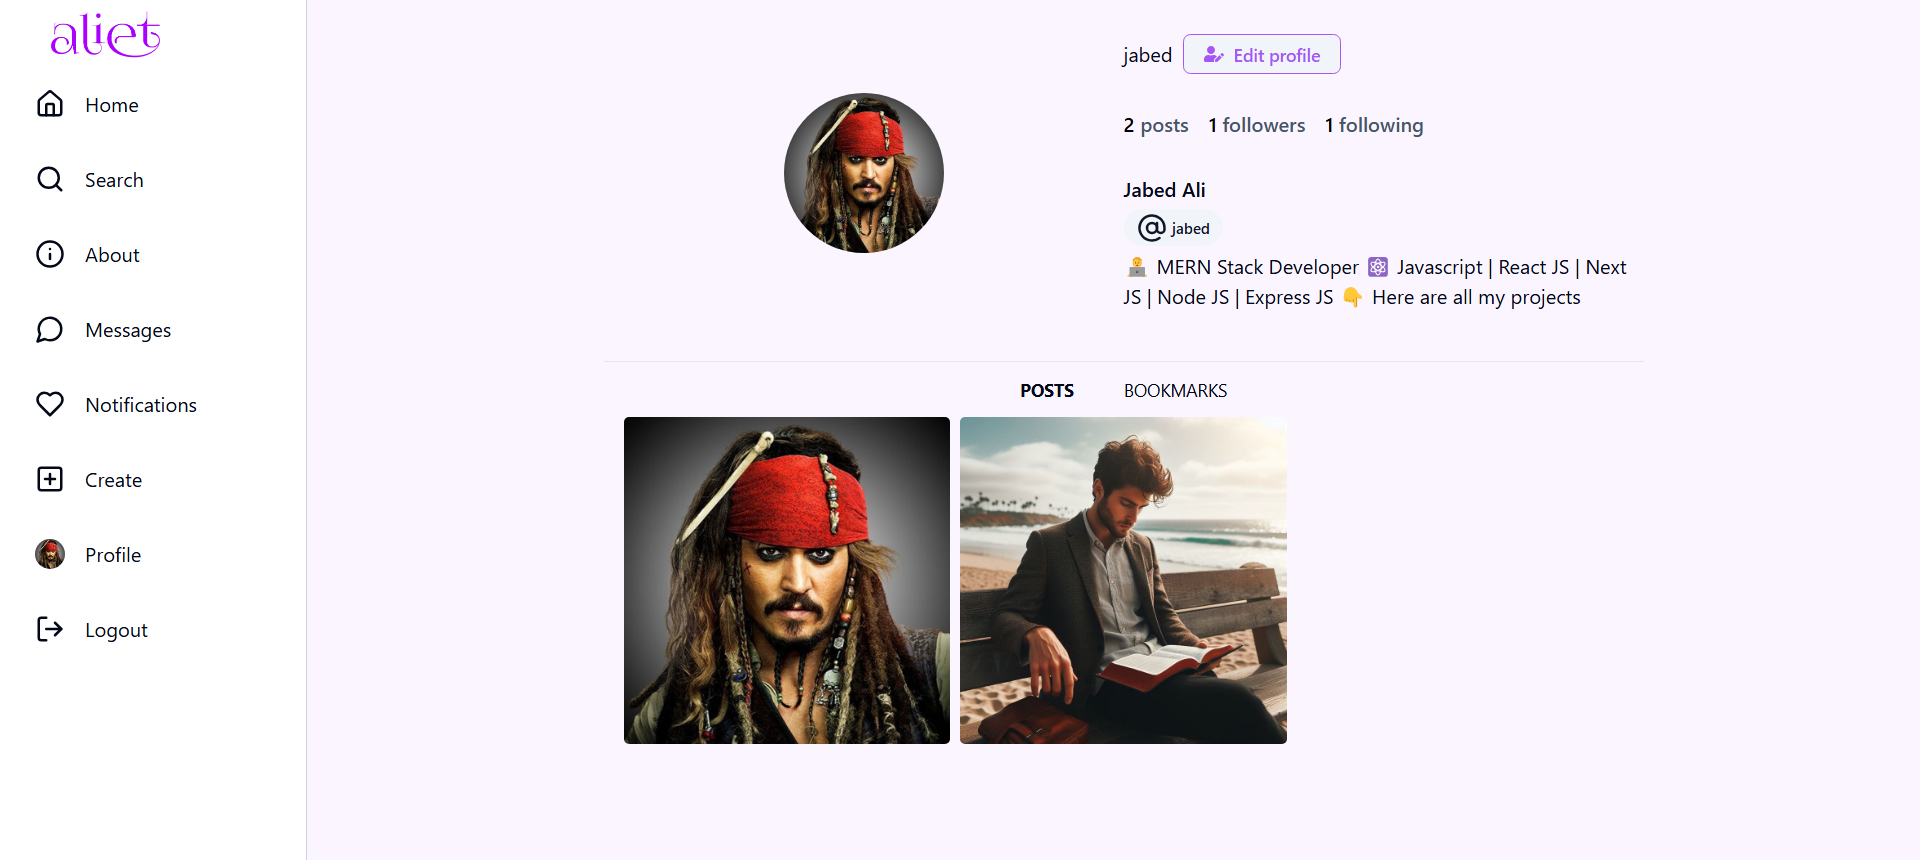 aliet
Home
Search
About
Messages
Notifications
Create
Profile
Logout
jabed
Edit profile
2 posts 1 followers 1 following
Jabed Ali
@ jabed
👨‍💻 MERN Stack Developer ⚛️ Javascript | React JS | Next
JS | Node JS | Express JS 👇 Here are all my projects
POSTS BOOKMARKS